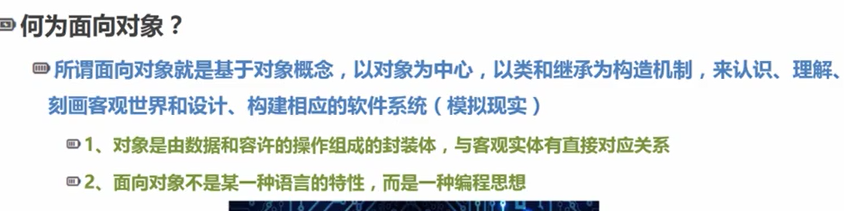 何为面向对象？
所谓面向对象就是基于对象概念，以对象为中心，以类和继承为构造机制，来认识、理解、
刻画客观世界和设计、构建相应的软件系统（模拟现实）
1、对象是由数据和容许的操作组成的封装体，与客观实体有直接对应关系
2、面向对象不是某一种语言的特性，而是一种编程思想